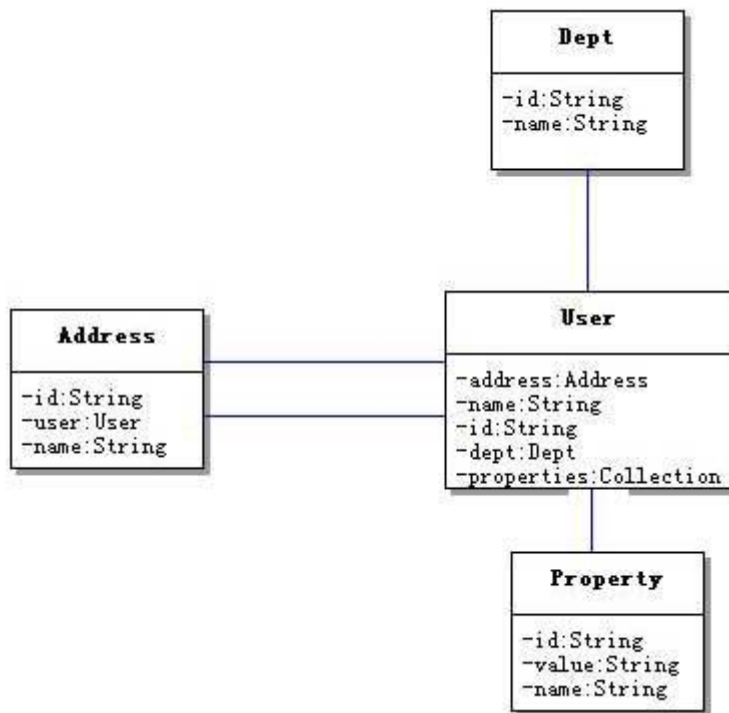 Dept
-id:String
-name:String
Address
-id:String
-user:User
-name:String
User
-address:Address
-name:String
-id:String
-dept:Dept
-properties:Collection
Property
-id:String
-value:String
-name:String